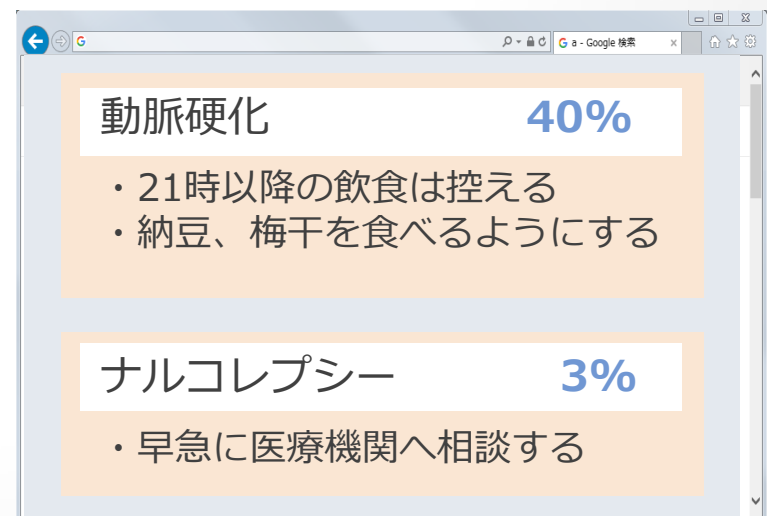 G a - Google 検索
動脈硬化 40%
・21時以降の飲食は控える
・納豆、梅干を食べるようにする
ナルコレプシー 3%
・早急に医療機関へ相談する